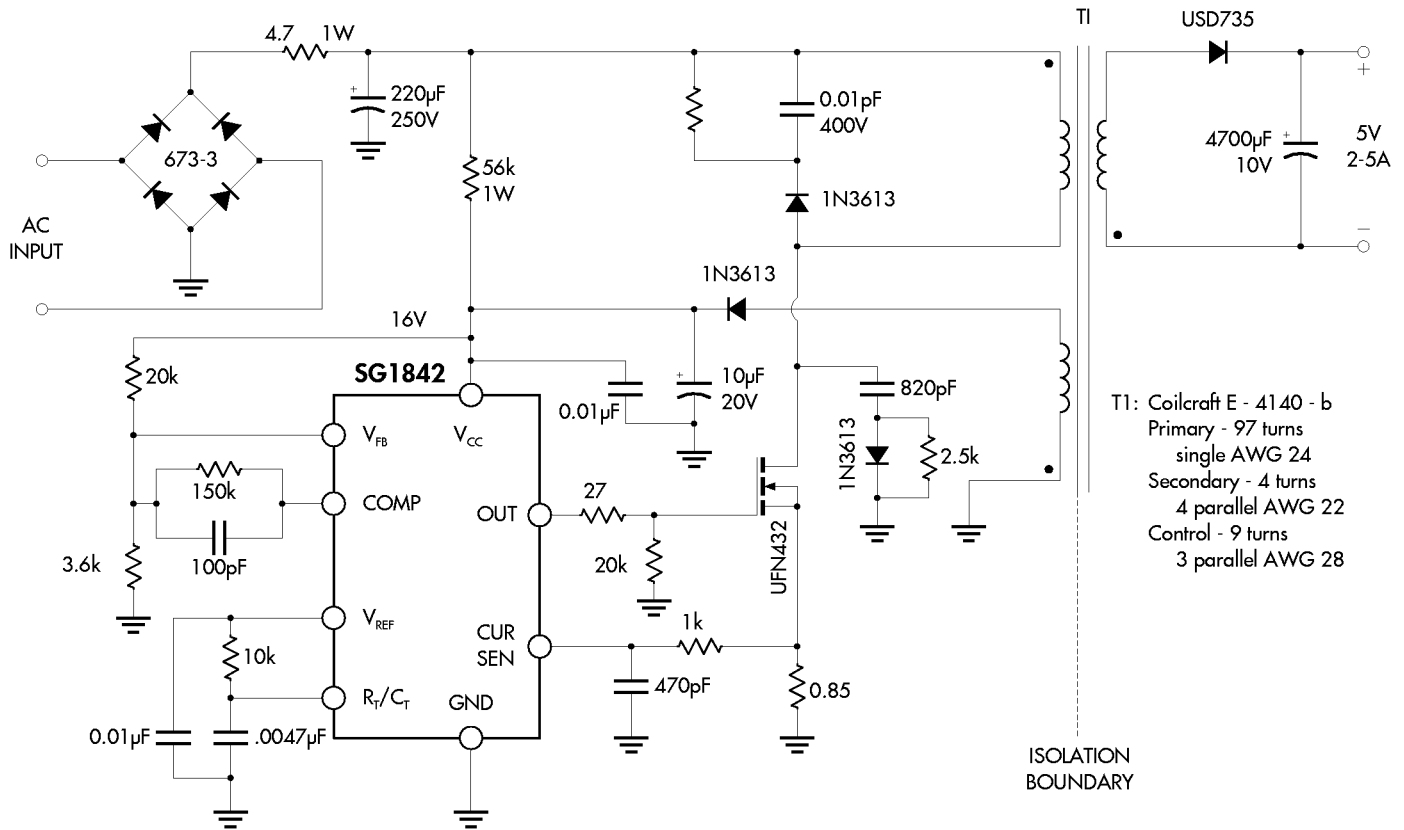 4.7 1W
TI
USD735
+
220µF
250V
+
0.01pF
400V
673-3
56k
1W
4700µF
10V
+
5V
2-5A
1N3613
AC
INPUT
–
1N3613
16V
SG1842
20k
0.01µF
+
10µF
20V
820pF
1N3613
2.5k
T1: Coilcraft E - 4140 - b
Primary - 97 turns
single AWG 24
Secondary - 4 turns
4 parallel AWG 22
Control - 9 turns
3 parallel AWG 28
VFB
VCC
150k
COMP
100pF
OUT
27
20k
UFN432
3.6k
VREF
CUR
SEN
1k
10k
RT/CT
GND
470pF
0.85
0.01µF
.0047µF
ISOLATION
BOUNDARY